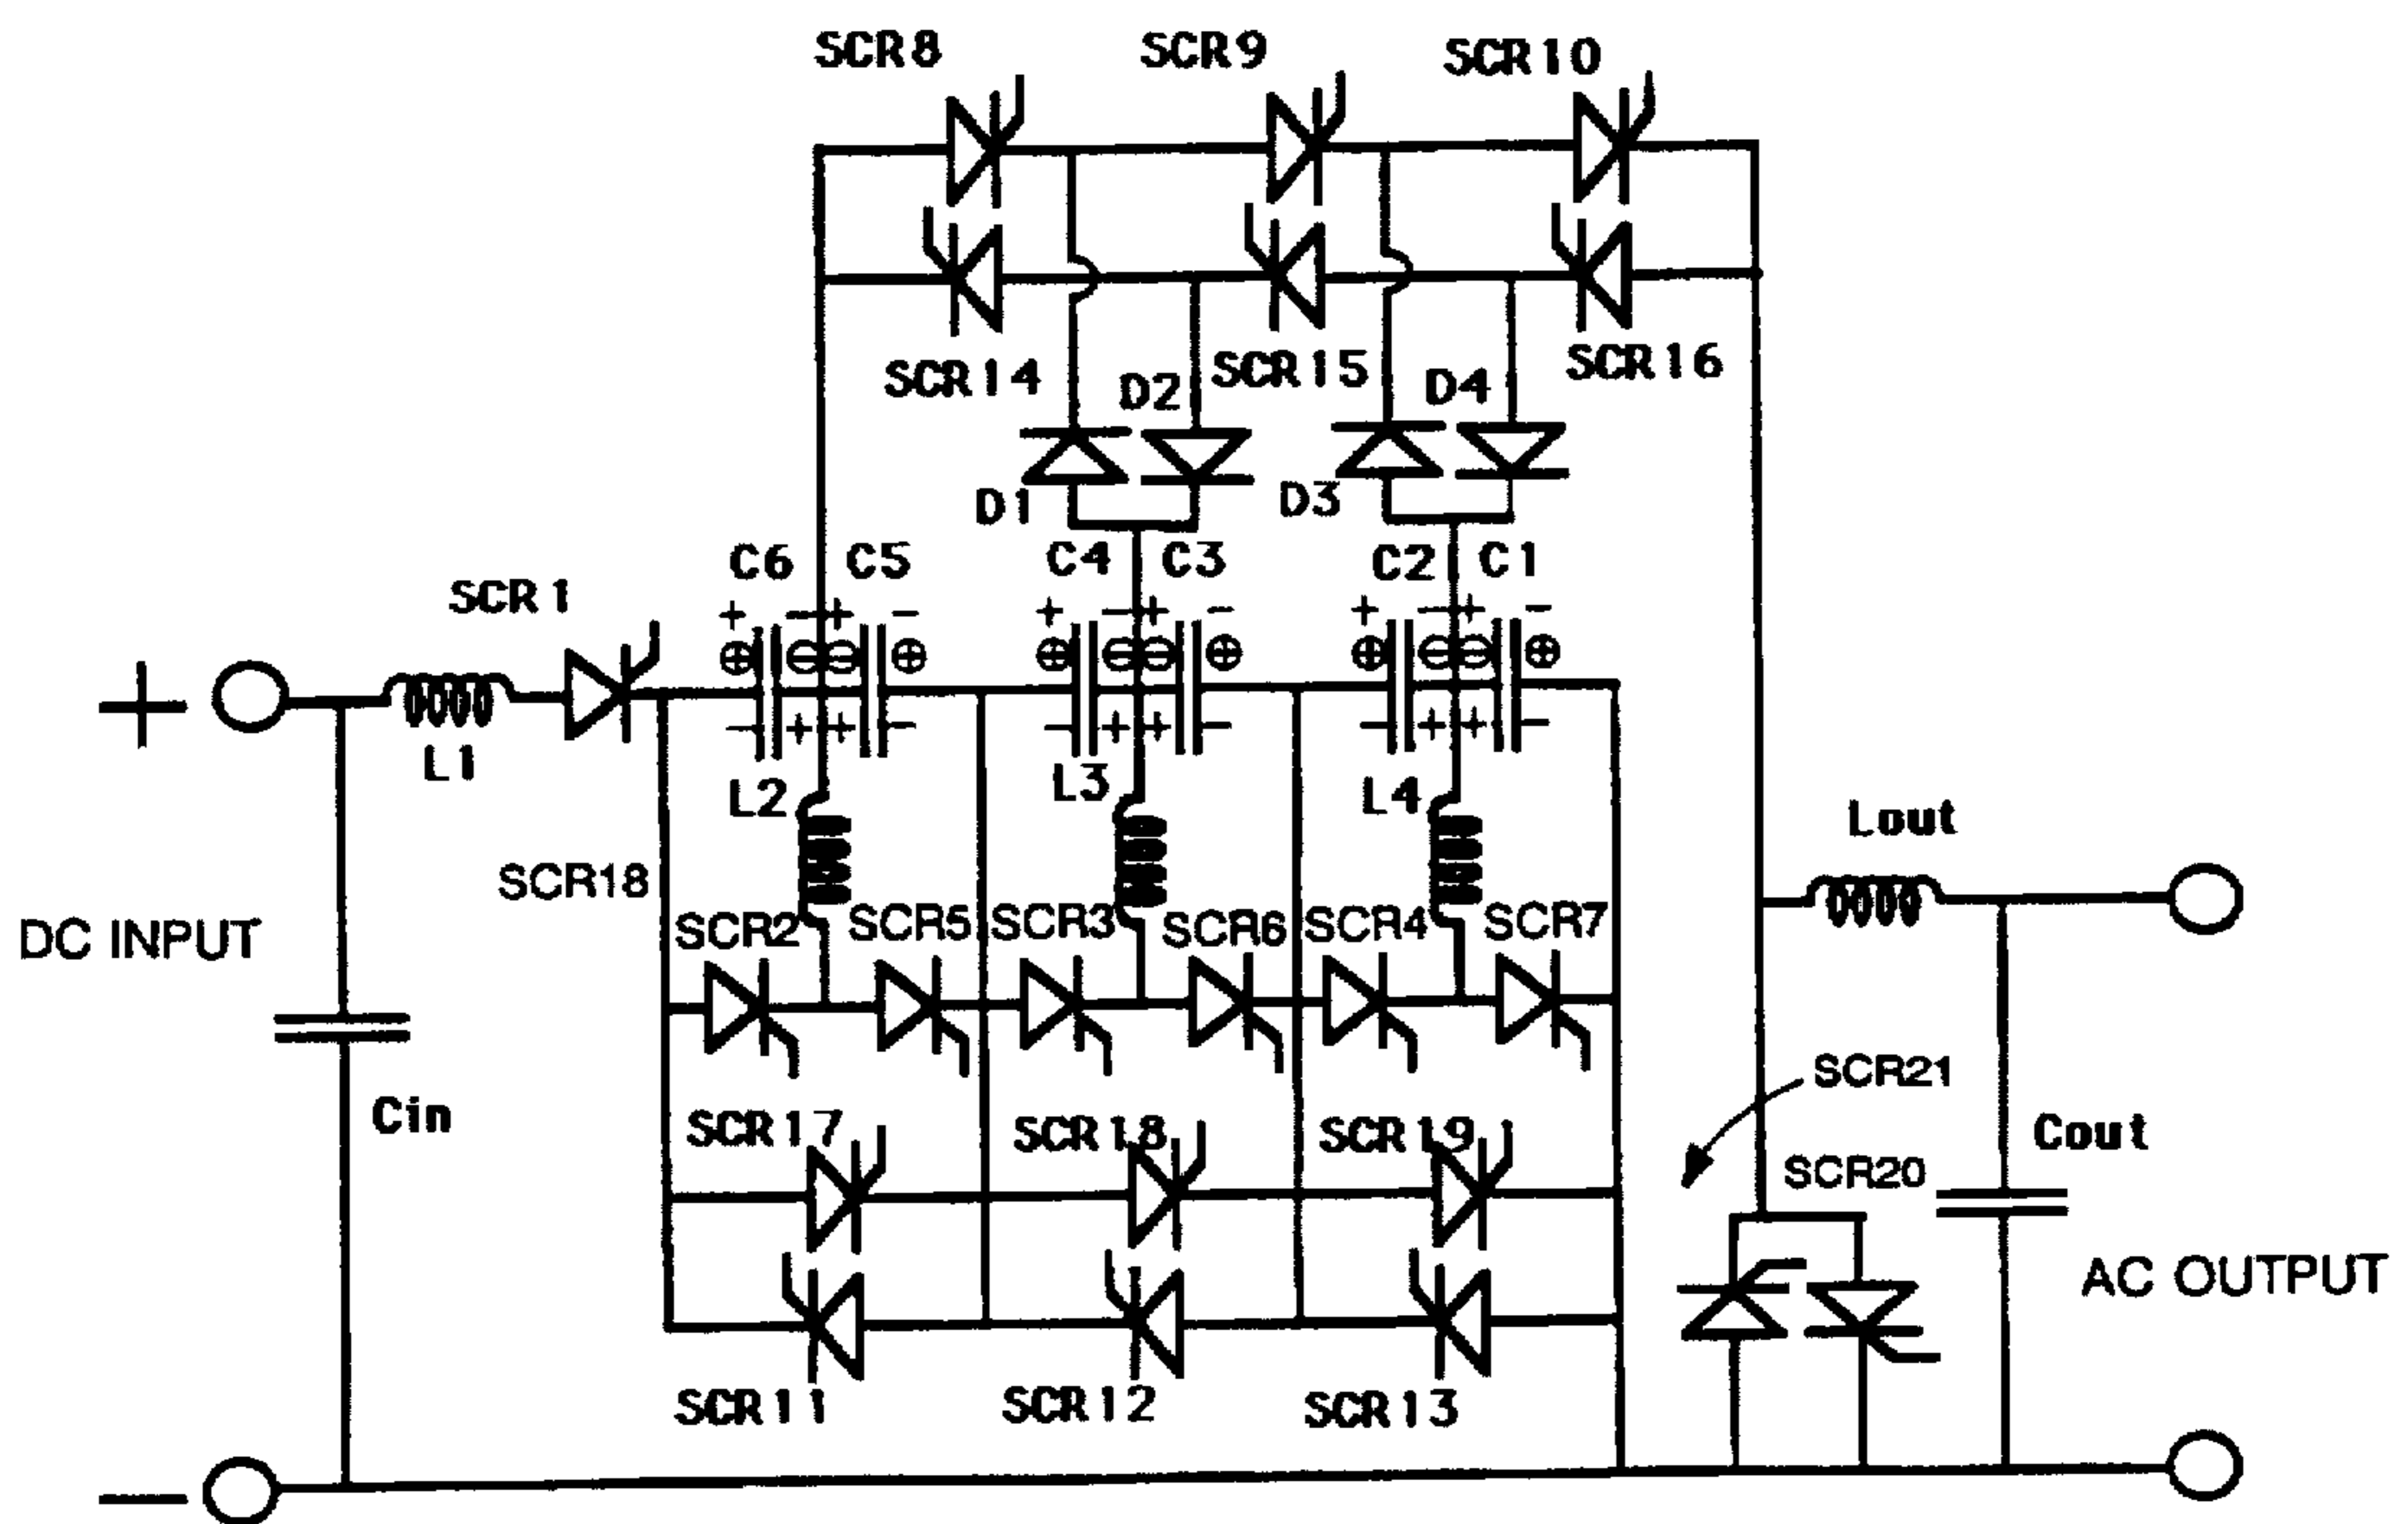 SCR8 SCR9 SCR10
SCR14 D2 SCR15 D4 SCR16
D1 D3
C6 C5 C4 C3 C2 C1
SCR1
+ - + - + - + - + - + -
⊕ ⊖ ⊖ ⊕ ⊕ ⊖ ⊖ ⊕ ⊕ ⊖ ⊖ ⊕
+
- + + - - + + - - + + -
L1 L2 L3 L4
Lout
SCR18
SCR2 SCR5 SCR3 SCR6 SCR4 SCR7
DC INPUT
SCR21
Cin
SCR17 SCR18 SCR19
Cout
SCR20
AC OUTPUT
SCR11 SCR12 SCR13
-